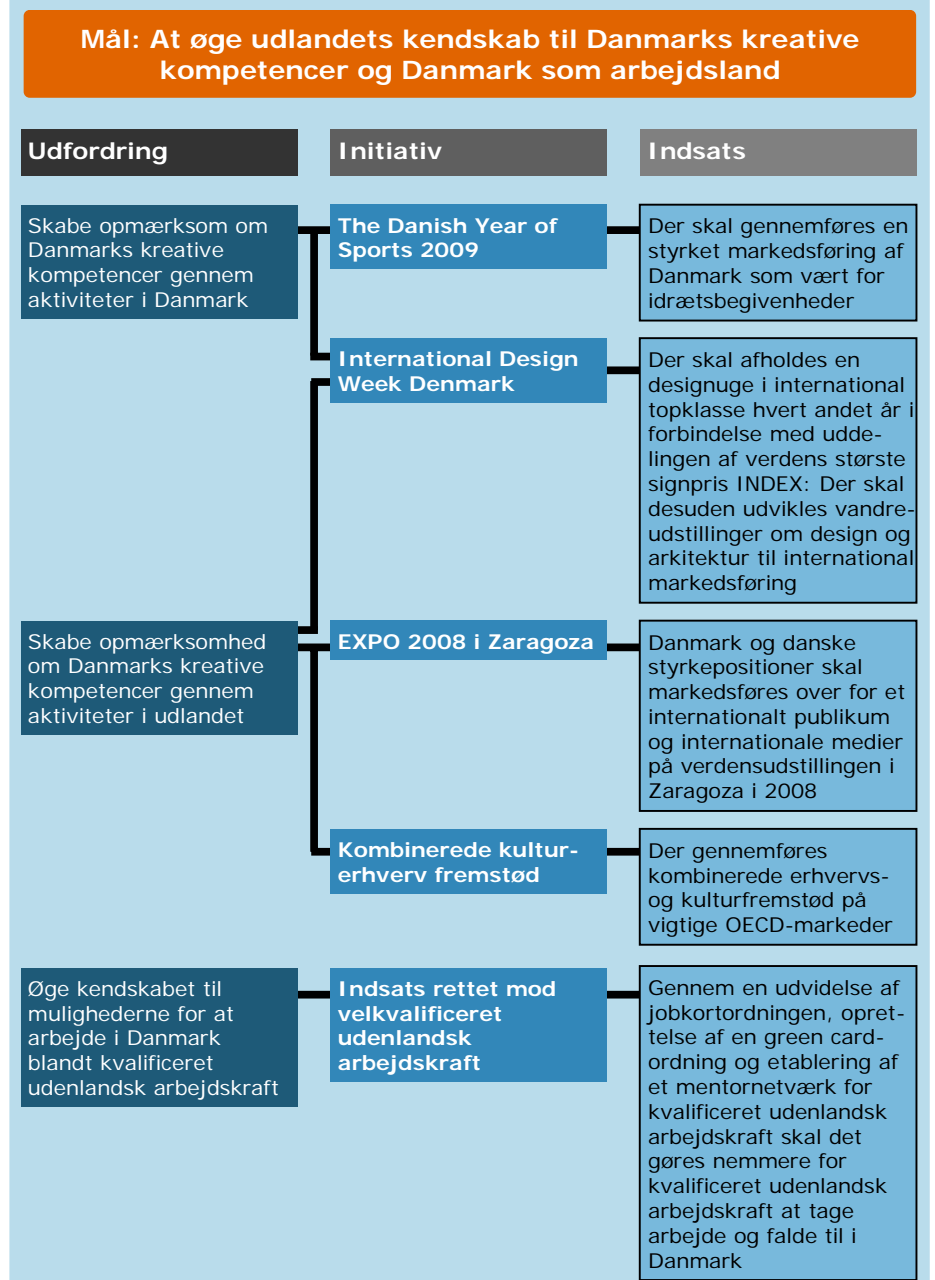 Mål: At øge udlandets kendskab til Danmarks kreative
kompetencer og Danmark som arbejdsland
Udfordring
Initiativ
Indsats
Skabe opmærksom om
Danmarks kreative
kompetencer gennem
aktiviteter i Danmark
The Danish Year of
Sports 2009
Der skal gennemføres en
styrket markedsføring af
Danmark som vært for
idrætsbegivenheder
International Design
Week Denmark
Der skal afholdes en
designuge i international
topklasse hvert andet år i
forbindelse med udde-
lingen af verdens største
signpris INDEX: Der skal
desuden udvikles vandre-
udstillinger om design og
arkitektur til international
markedsføring
Skabe opmærksomhed
om Danmarks kreative
kompetencer gennem
aktiviteter i udlandet
EXPO 2008 i Zaragoza
Danmark og danske
styrkepositioner skal
markedsføres over for et
internationalt publikum
og internationale medier
på verdensudstillingen i
Zaragoza i 2008
Kombinerede kultur-
erhverv fremstød
Der gennemføres
kombinerede erhvervs-
og kulturfremstød på
vigtige OECD-markeder
Øge kendskabet til
mulighederne for at
arbejde i Danmark
blandt kvalificeret
udenlandsk arbejdskraft
Indsats rettet mod
velkvalificeret
udenlandsk
arbejdskraft
Gennem en udvidelse af
jobkortordningen, opret-
telse af en green card-
ordning og etablering af
et mentornetværk for
kvalificeret udenlandsk
arbejdskraft skal det
gøres nemmere for
kvalificeret udenlandsk
arbejdskraft at tage
arbejde og falde til i
Danmark